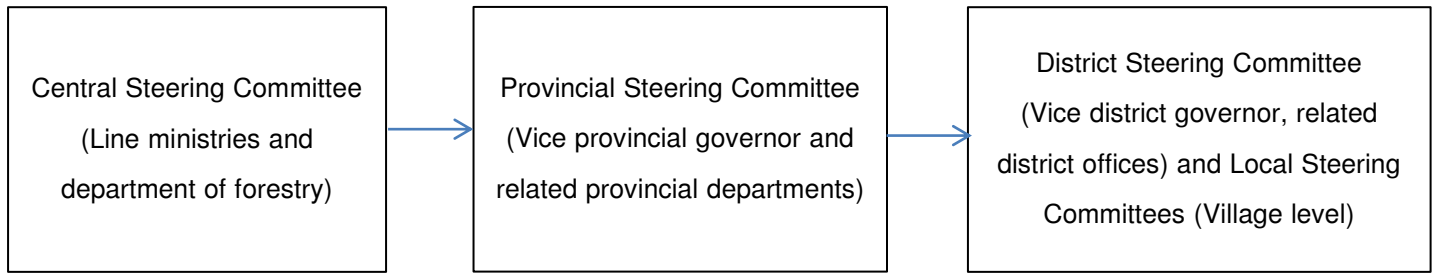 Central Steering Committee
(Line ministries and
department of forestry)
Provincial Steering Committee
(Vice provincial governor and
related provincial departments)
District Steering Committee
(Vice district governor, related
district offices) and Local Steering
Committees (Village level)